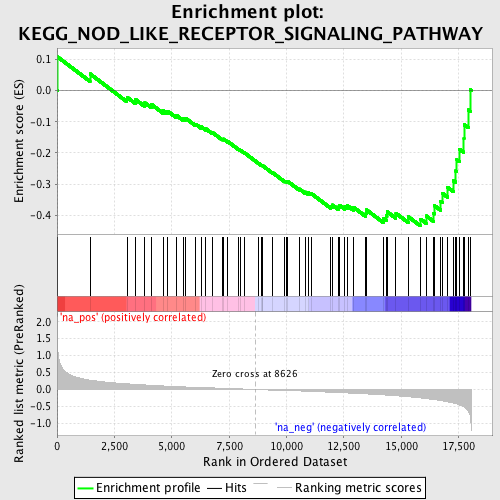 Enrichment plot:
KEGG_NOD_LIKE_RECEPTOR_SIGNALING_PATHWAY
Enrichment score (ES)
0.1
0.0
-0.1
-0.2
-0.3
-0.4
'na_pos' (positively correlated)
Ranked list metric (PreRanked)
2.0
1.5
1.0
0.5
0.0
-0.5
-1.0
Zero cross at 8626
'na_neg' (negatively correlated)
0
2,500
5,000
7,500
10,000
12,500
15,000
17,500
Rank in Ordered Dataset
Enrichment profile
Hits
Ranking metric scores